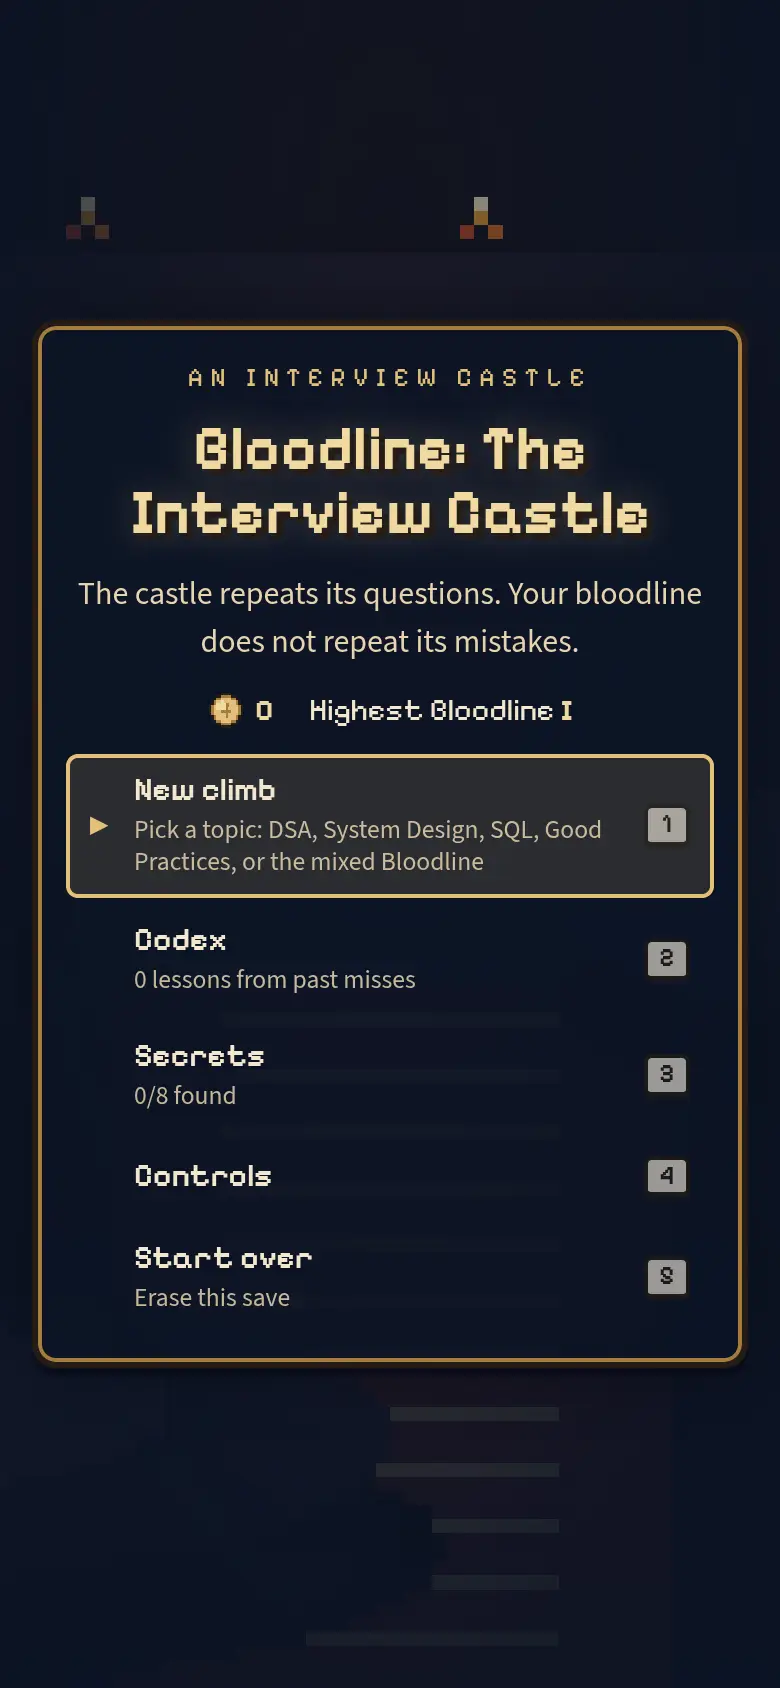 AN INTERVIEW CASTLE
Bloodline: The
Interview Castle
The castle repeats its questions. Your bloodline
does not repeat its mistakes.
0 Highest Bloodline I
New climb
Pick a topic: DSA, System Design, SQL, Good
Practices, or the mixed Bloodline
1
Codex
0 lessons from past misses
2
Secrets
0/8 found
3
Controls
4
Start over
Erase this save
5